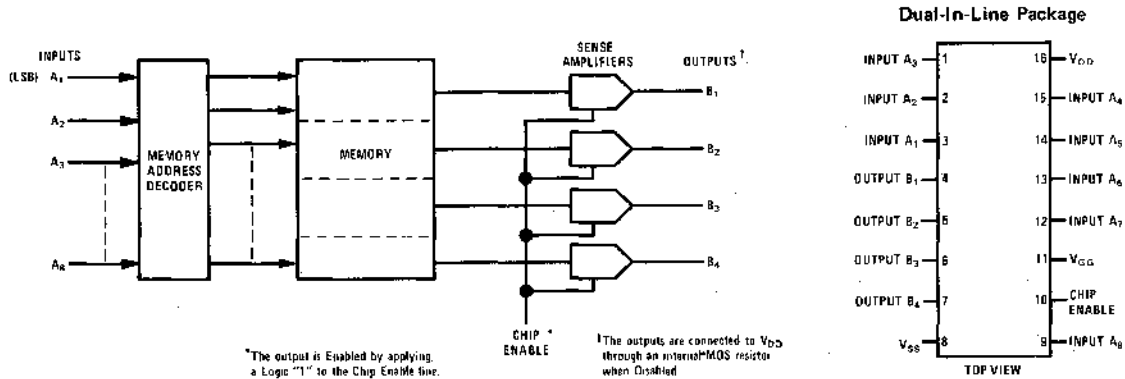 Dual-In-Line Package
INPUTS
(LSB) A1
A2
A3
A8
MEMORY
ADDRESS
DECODER
MEMORY
SENSE
AMPLIFIERS
OUTPUTS†
B1
B2
B3
B4
CHIP *
ENABLE
*The output is Enabled by applying
a Logic "1" to the Chip Enable line.
†The outputs are connected to VDD
through an internal MOS resistor
when Disabled
INPUT A3 1
INPUT A2 2
INPUT A1 3
OUTPUT B1 4
OUTPUT B2 5
OUTPUT B3 6
OUTPUT B4 7
VSS 8
16 VDD
15 INPUT A4
14 INPUT A5
13 INPUT A6
12 INPUT A7
11 VGG
10 CHIP
ENABLE
9 INPUT A8
TOP VIEW